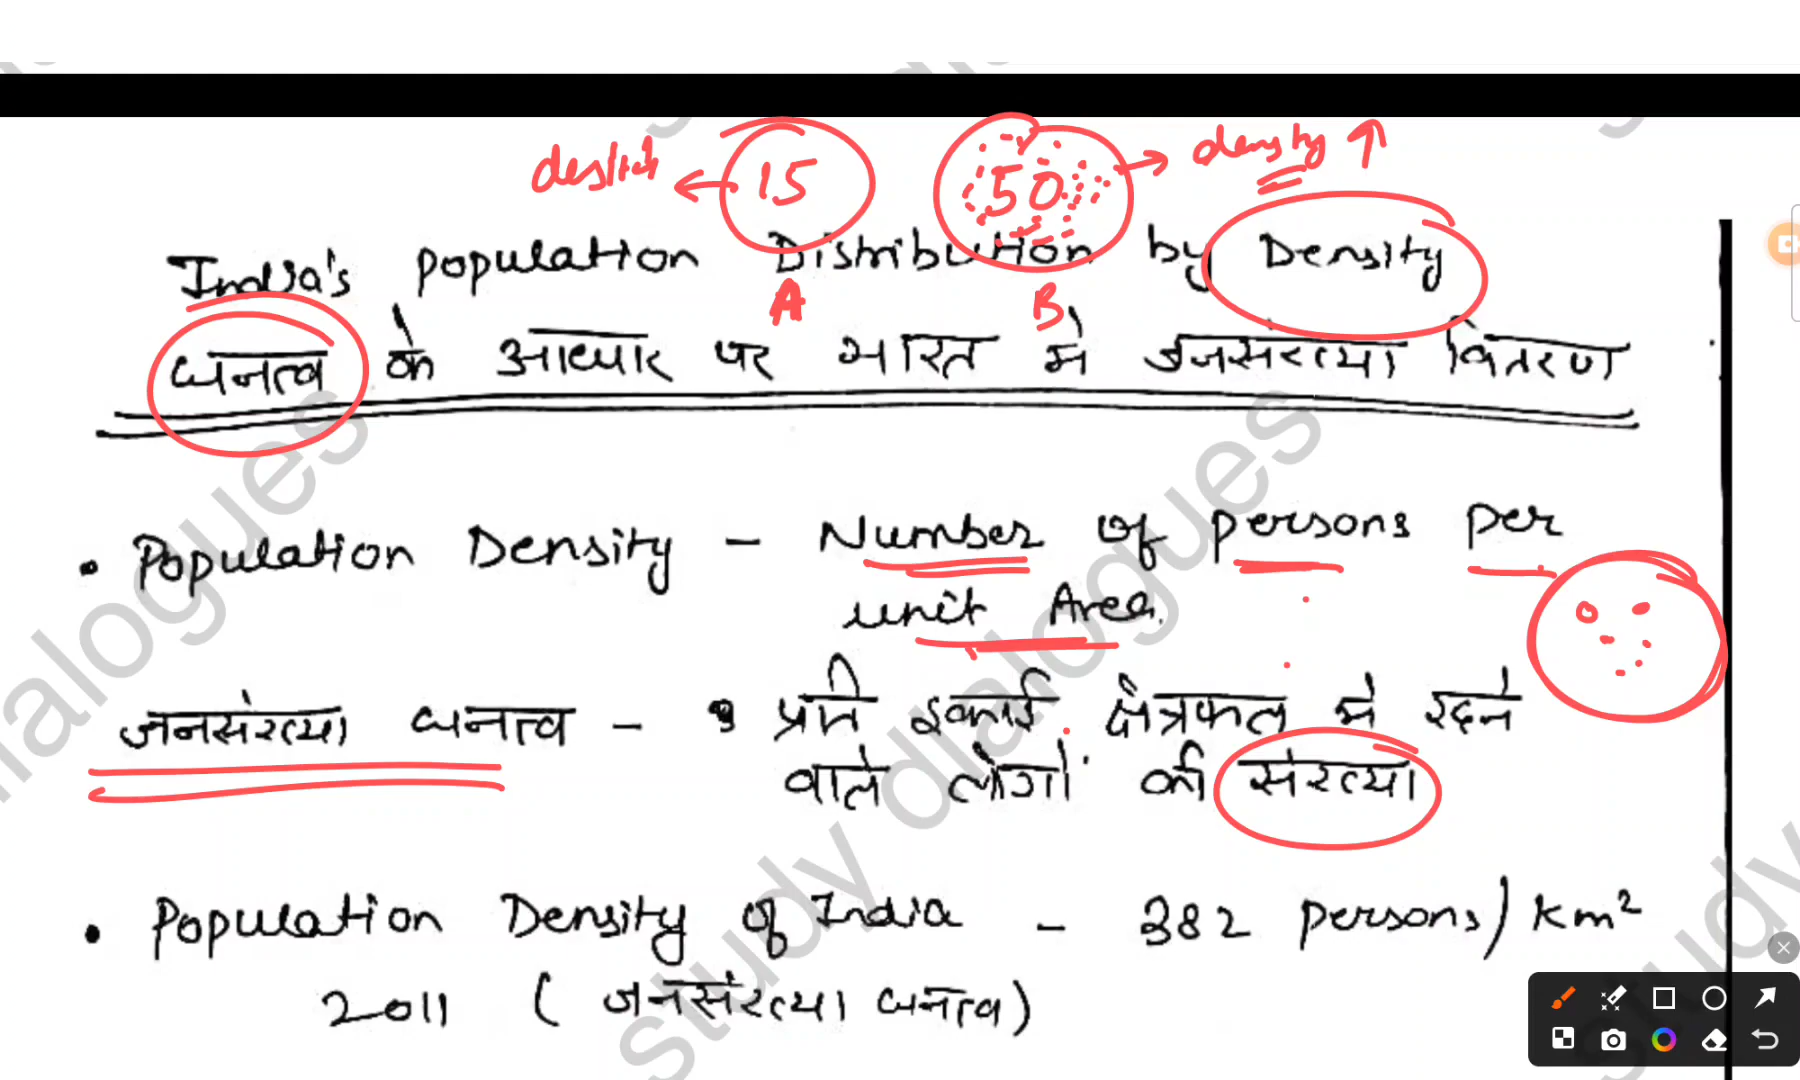 15 50 density ↑
India's population Distribution by Density
A B
घनत्व के आधार पर भारत मे जनसंख्या वितरण
• Population Density - Number of persons per
unit Area.
जनसंख्या घनत्व - प्रति इकाई क्षेत्रफल मे रहने
वाले लोगो की संख्या
• Population Density of India - 382 persons/km²
2011 (जनसंख्या घनत्व)
study dialogues